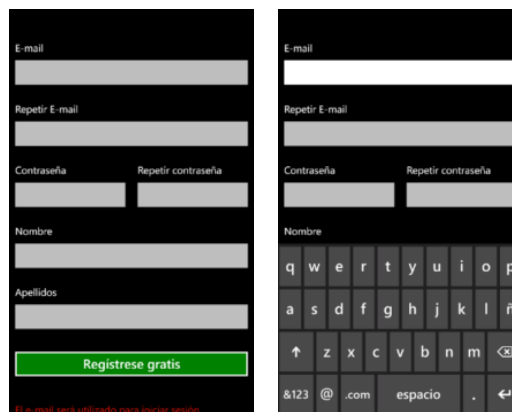 E-mail
Repetir E-mail
Contraseña Repetir contraseña
Nombre
Apellidos
Regístrese gratis
El e-mail será utilizado para iniciar sesión
E-mail
Repetir E-mail
Contraseña Repetir contraseña
Nombre
q w e r t y u i o p
a s d f g h j k l ñ
z x c v b n m
&123 @ .com espacio .